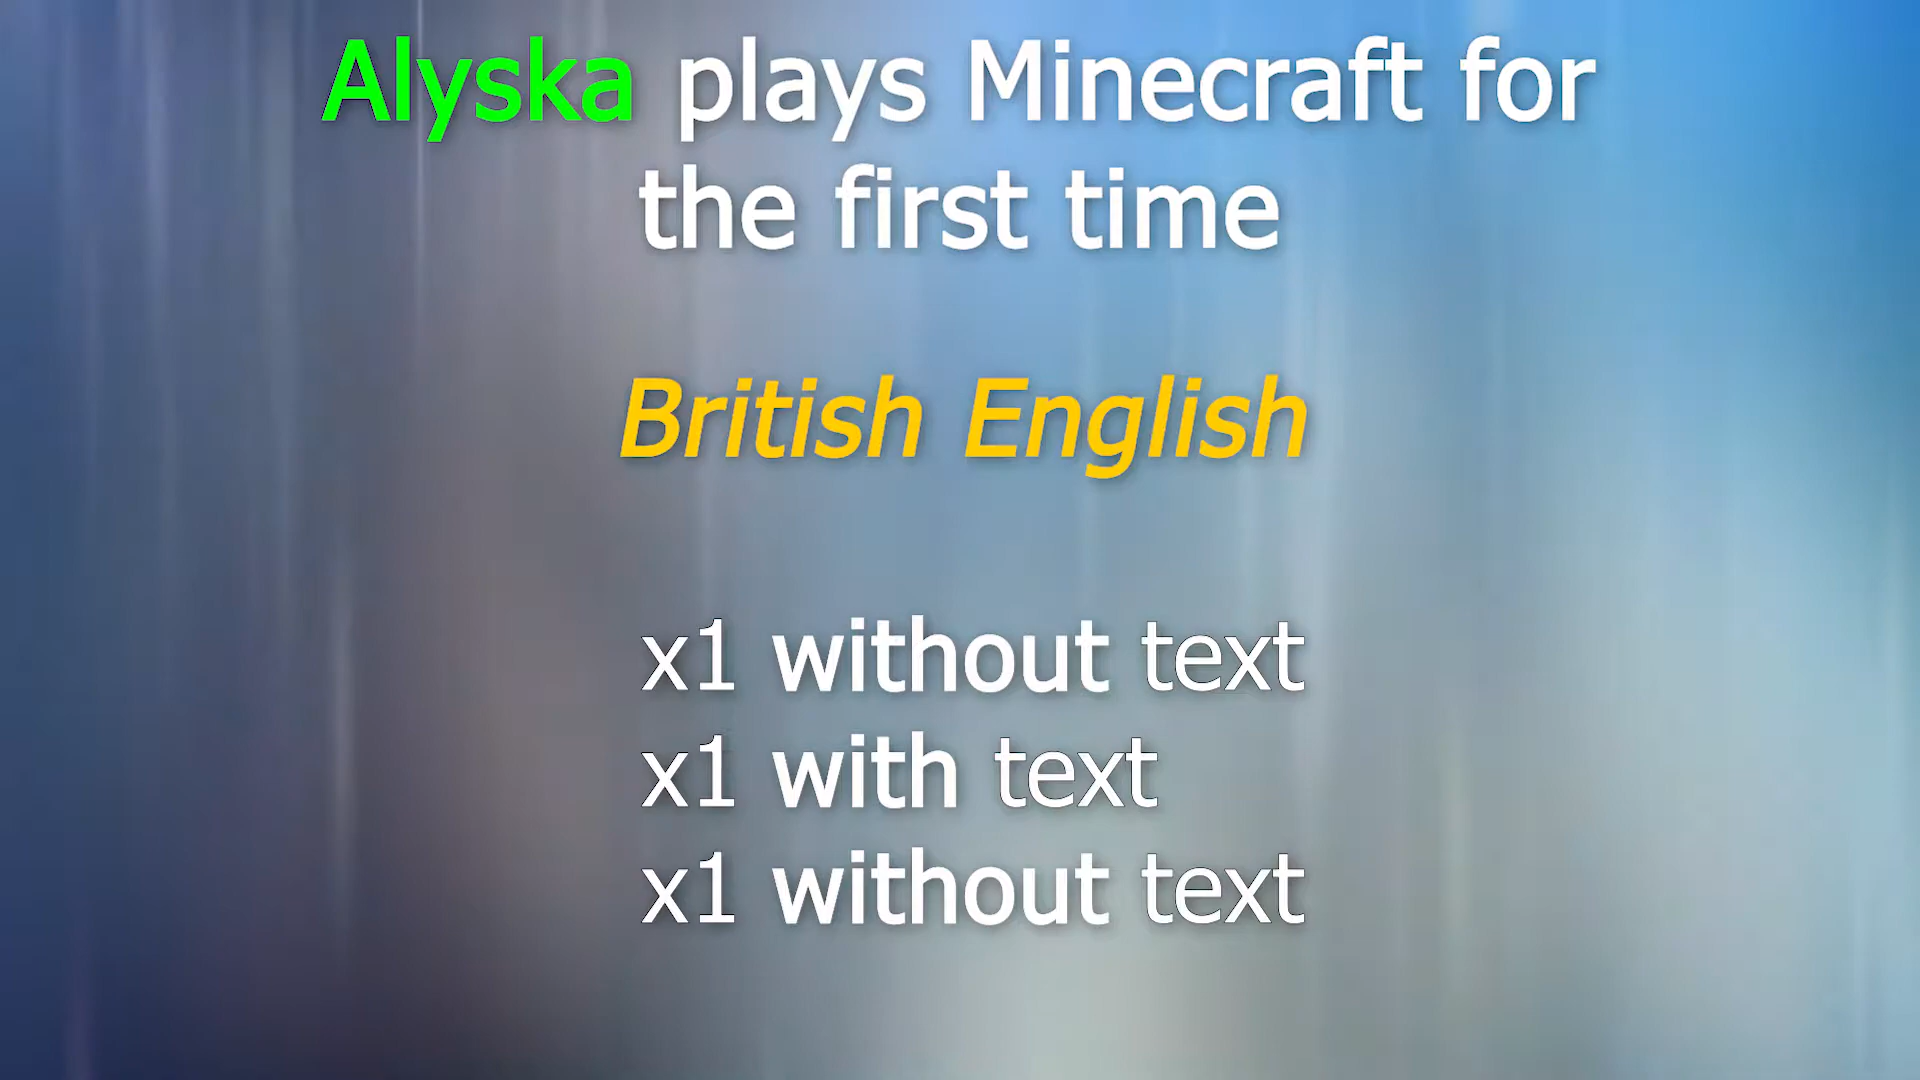 Alyska plays Minecraft for
the first time
British English
x1 without text
x1 with text
x1 without text